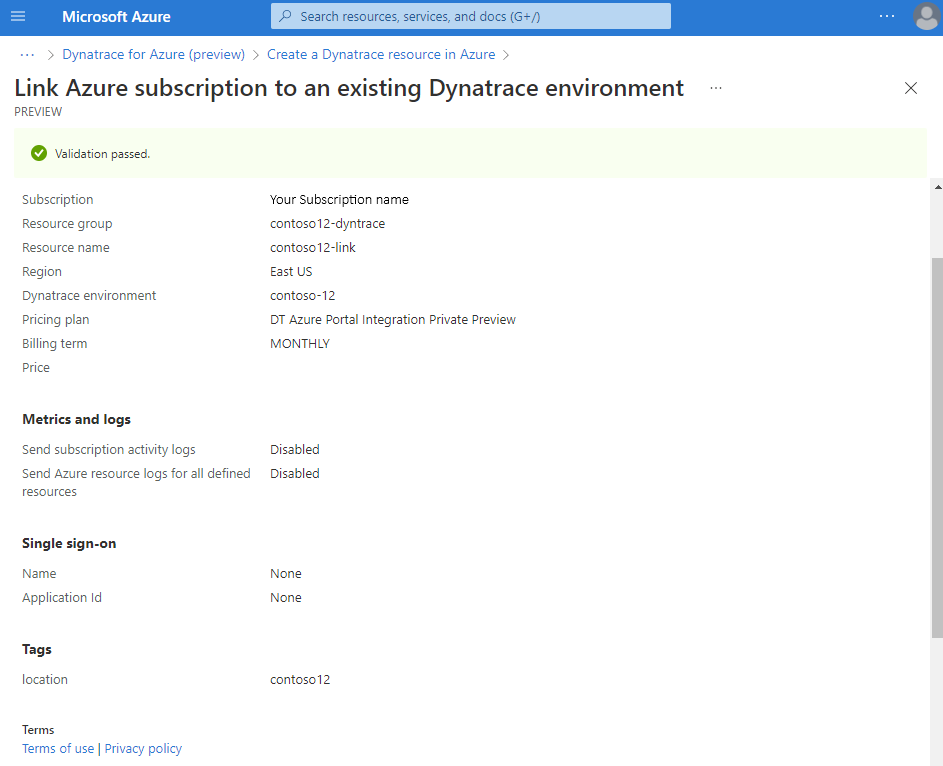 Microsoft Azure
Search resources, services, and docs (G+/)
...
... > Dynatrace for Azure (preview) > Create a Dynatrace resource in Azure >
Link Azure subscription to an existing Dynatrace environment ...
PREVIEW
Validation passed.
Subscription Your Subscription name
Resource group contoso12-dyntrace
Resource name contoso12-link
Region East US
Dynatrace environment contoso-12
Pricing plan DT Azure Portal Integration Private Preview
Billing term MONTHLY
Price
Metrics and logs
Send subscription activity logs Disabled
Send Azure resource logs for all defined Disabled
resources
Single sign-on
Name None
Application Id None
Tags
location contoso12
Terms
Terms of use | Privacy policy